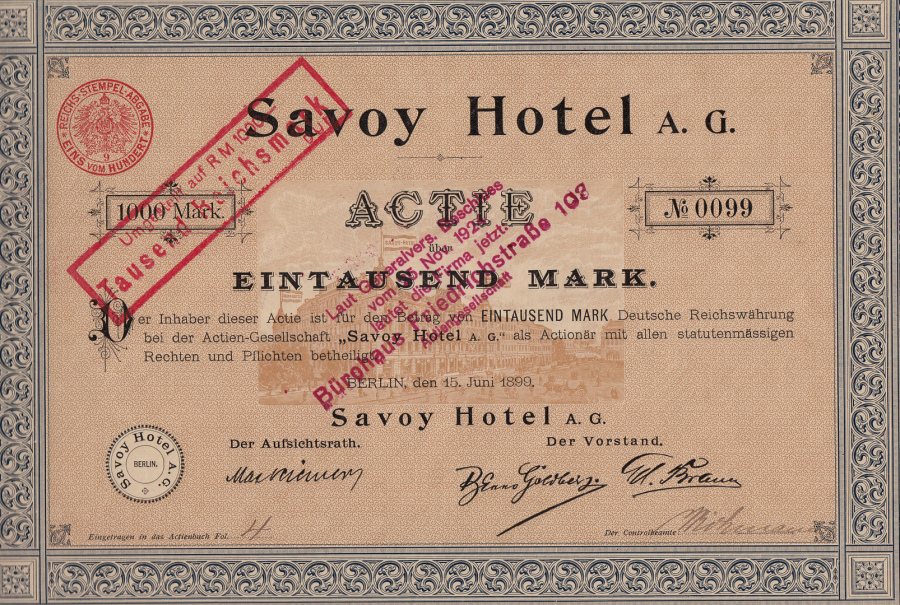 Savoy Hotel A. G.
REICHS-STEMPEL-ABGABE
9
EINS VOM HUNDERT
Umgestellt auf RM 1000
Tausend Reichsmark
1000 Mark.
ACTIE
№ 0099
über
EINTAUSEND MARK.
Laut Generalvers. Beschluss
vom 25 Nov.
lautet die Firma jetzt:
Bürohaus Friedrichstraße 103
Aktiengesellschaft
Der Inhaber dieser Actie ist für den Betrag von EINTAUSEND MARK Deutsche Reichswährung
bei der Actien-Gesellschaft „Savoy Hotel A. G." als Actionär mit allen statutenmässigen
Rechten und Pflichten betheiligt.
BERLIN, den 15. Juni 1899.
Savoy Hotel A. G.
Der Aufsichtsrath.
Der Vorstand.
Savoy Hotel A.G.
BERLIN.
Eingetragen in das Actienbuch Fol. 4
Der Controlbeamte: